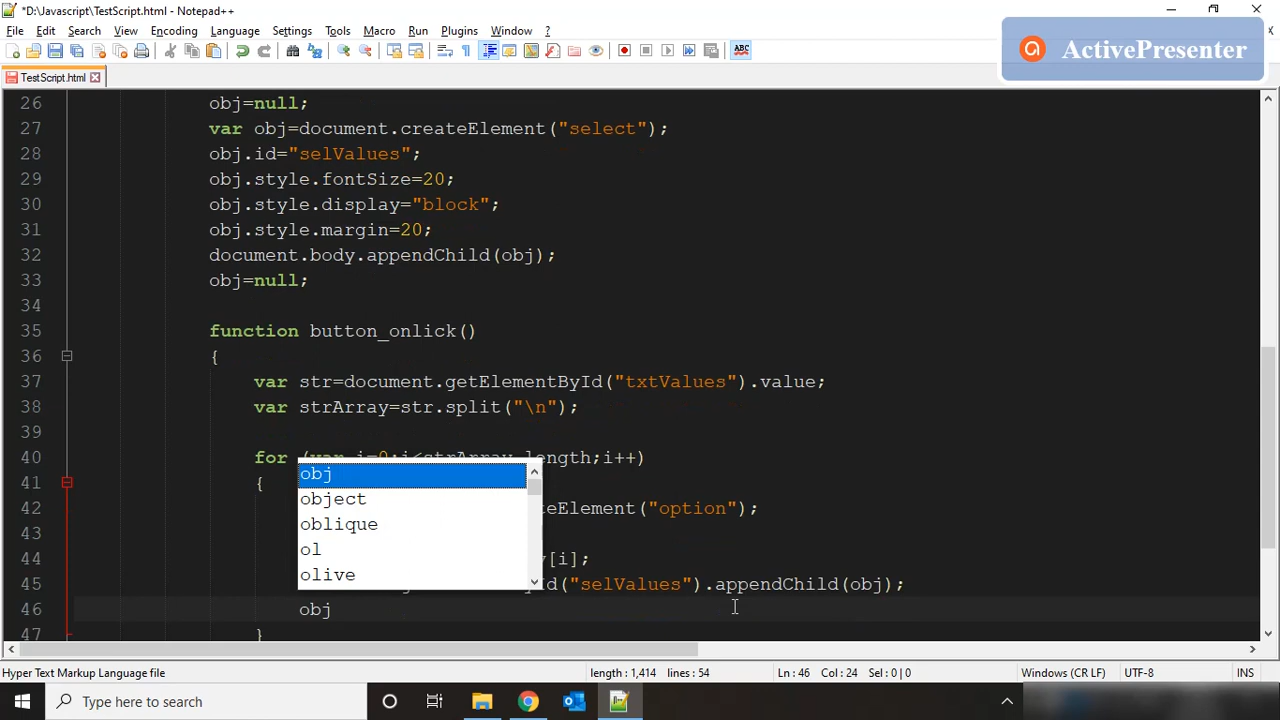 *D:\Javascript\TestScript.html - Notepad++
File Edit Search View Encoding Language Settings Tools Macro Run Plugins Window ?
ActivePresenter
ABC
TestScript.html
26 obj=null;
27 var obj=document.createElement("select");
28 obj.id="selValues";
29 obj.style.fontSize=20;
30 obj.style.display="block";
31 obj.style.margin=20;
32 document.body.appendChild(obj);
33 obj=null;
34
35 function button_onlick()
36 {
37 var str=document.getElementById("txtValues").value;
38 var strArray=str.split("\n");
39
40 for (var i=0;i<strArray.length;i++)
41 {
42 eElement("option");
43
44 y[i];
45 Id("selValues").appendChild(obj);
46 obj
47 }
obj
object
oblique
ol
olive
Hyper Text Markup Language file length : 1,414 lines : 54 Ln : 46 Col : 24 Sel : 0 | 0 Windows (CR LF) UTF-8 INS
Type here to search